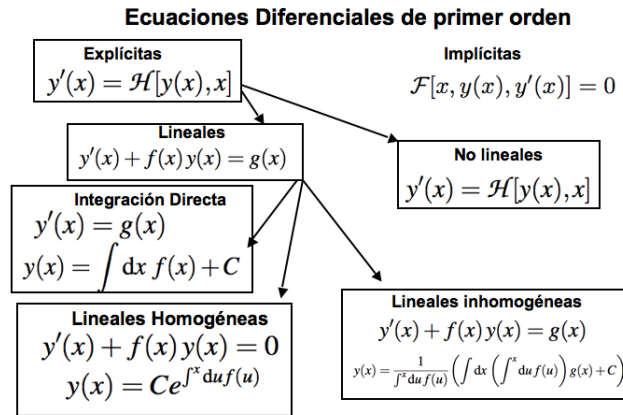 Ecuaciones Diferenciales de primer orden
Explícitas
y′(x) = ℋ[y(x),x]
Implícitas
ℱ[x, y(x), y′(x)] = 0
Lineales
y′(x) + f(x) y(x) = g(x)
No lineales
y′(x) = ℋ[y(x),x]
Integración Directa
y′(x) = g(x)
y(x) = ∫ dx f(x) + C
Lineales Homogéneas
y′(x) + f(x) y(x) = 0
y(x) = Ce^{∫^x du f(u)}
Lineales inhomogéneas
y′(x) + f(x) y(x) = g(x)
y(x) = \frac{1}{∫^x du f(u)} (∫ dx (∫^x du f(u)) g(x) + C)